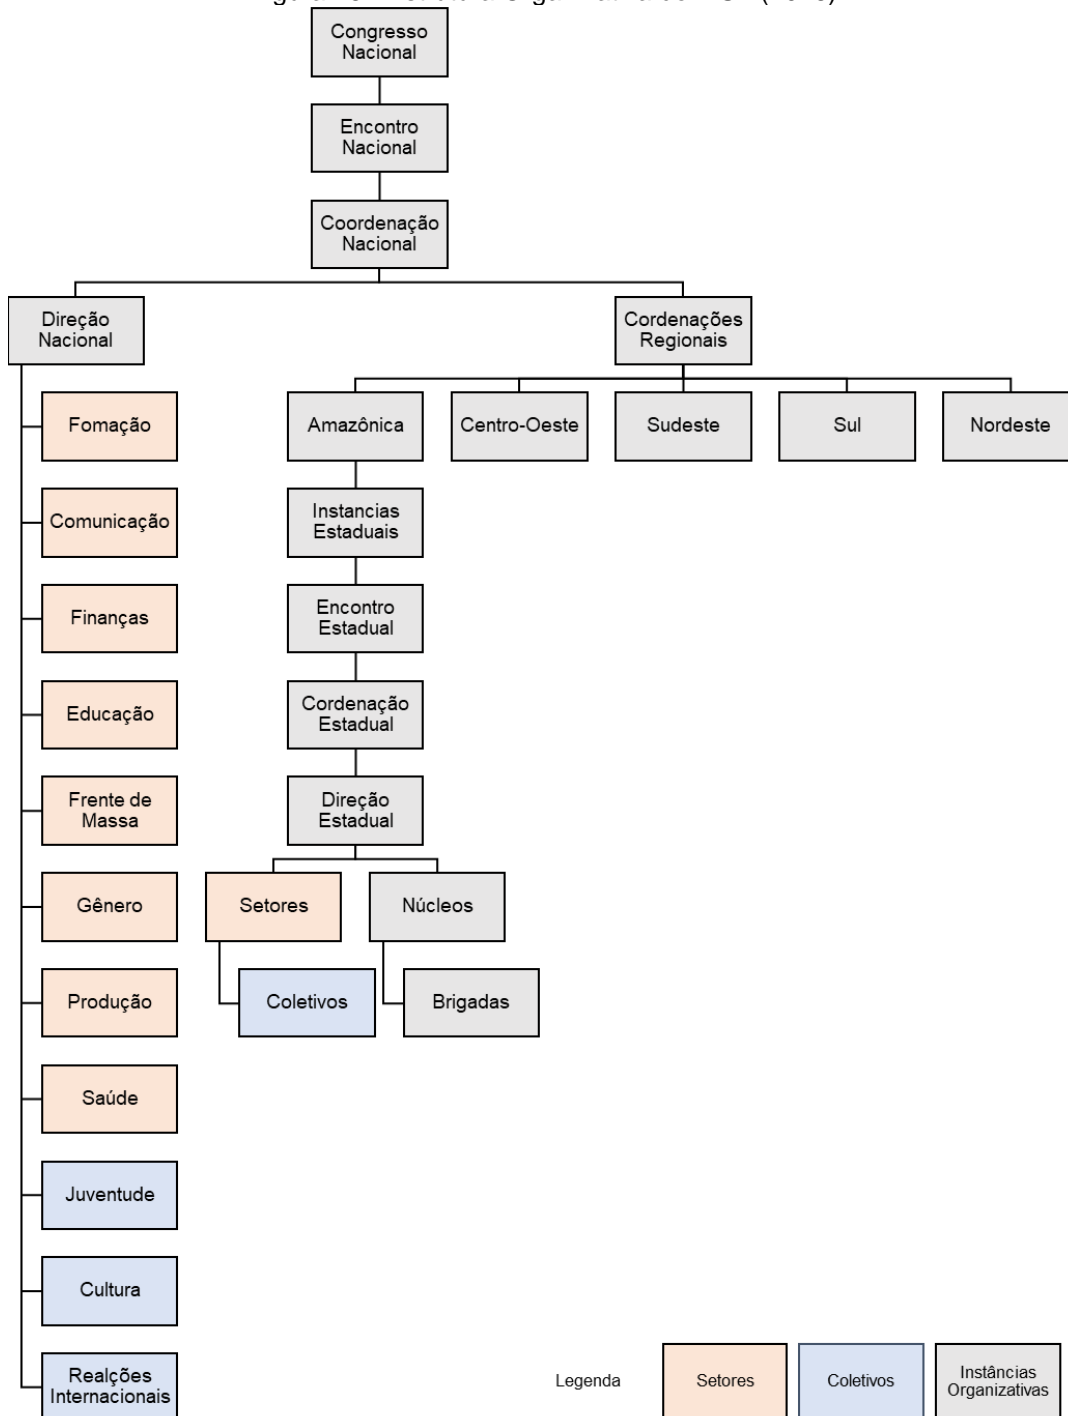 Congresso
Nacional
Encontro
Nacional
Coordenação
Nacional
Direção
Nacional
Cordenações
Regionais
Fomação
Amazônica
Centro-Oeste
Sudeste
Sul
Nordeste
Comunicação
Instancias
Estaduais
Finanças
Encontro
Estadual
Educação
Cordenação
Estadual
Frente de
Massa
Direção
Estadual
Gênero
Setores
Núcleos
Produção
Coletivos
Brigadas
Saúde
Juventude
Cultura
Realções
Internacionais
Legenda
Setores
Coletivos
Instâncias
Organizativas